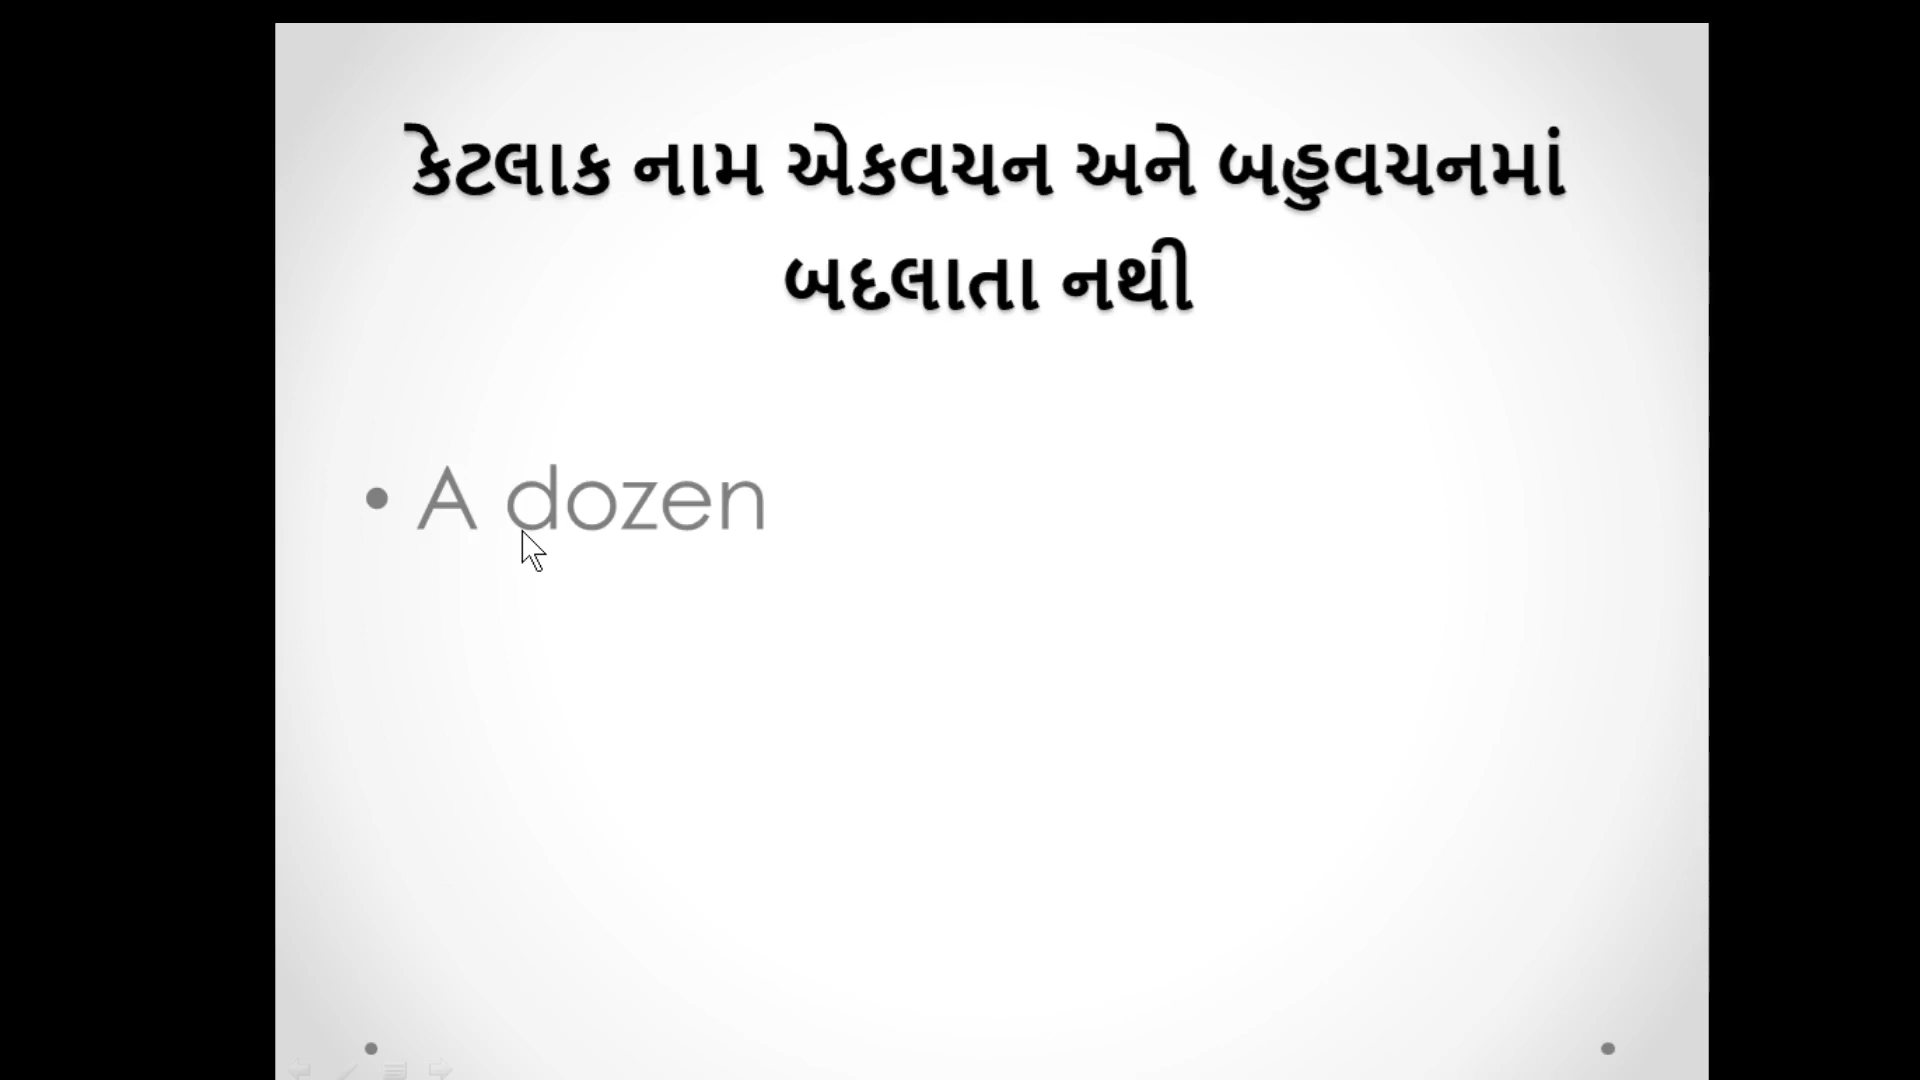 કેટલાક નામ એકવચન અને બહુવચનમાં
બદલાતા નથી
• A dozen